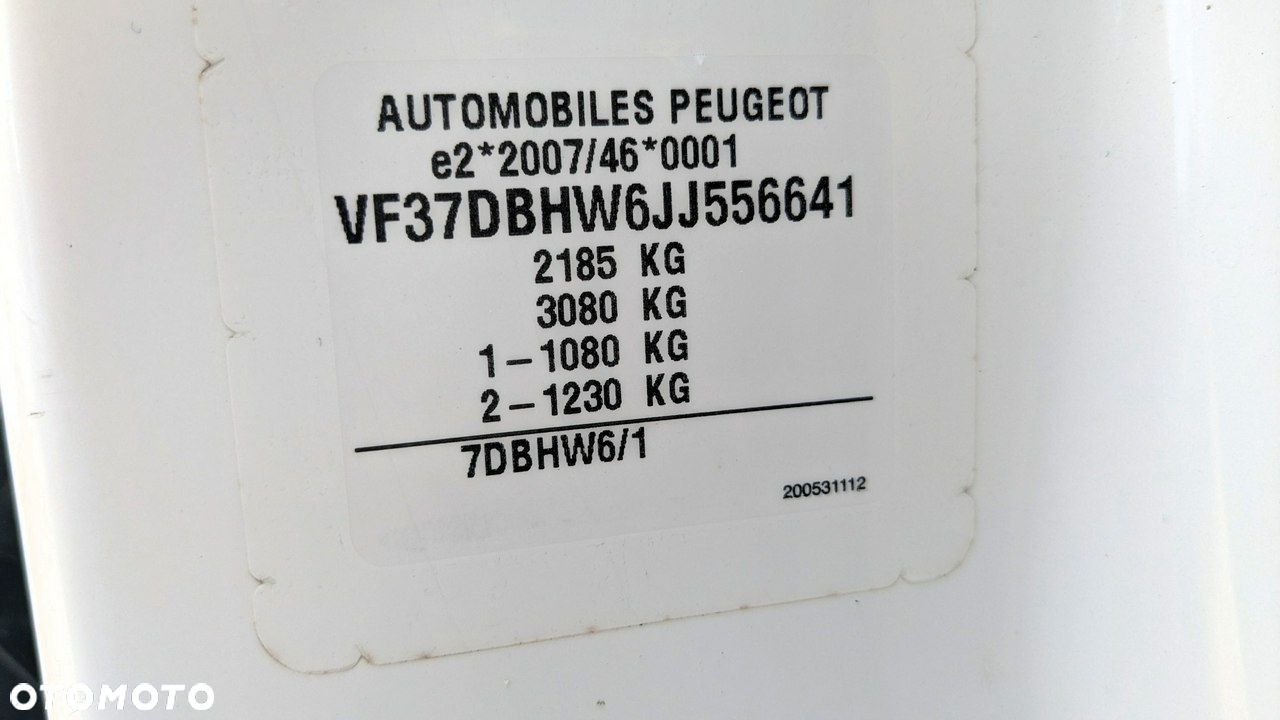 AUTOMOBILES PEUGEOT
e2*2007/46*0001
VF37DBHW6JJ556641
2185 KG
3080 KG
1–1080 KG
2–1230 KG
7DBHW6/1
200531112
OTOMOTO